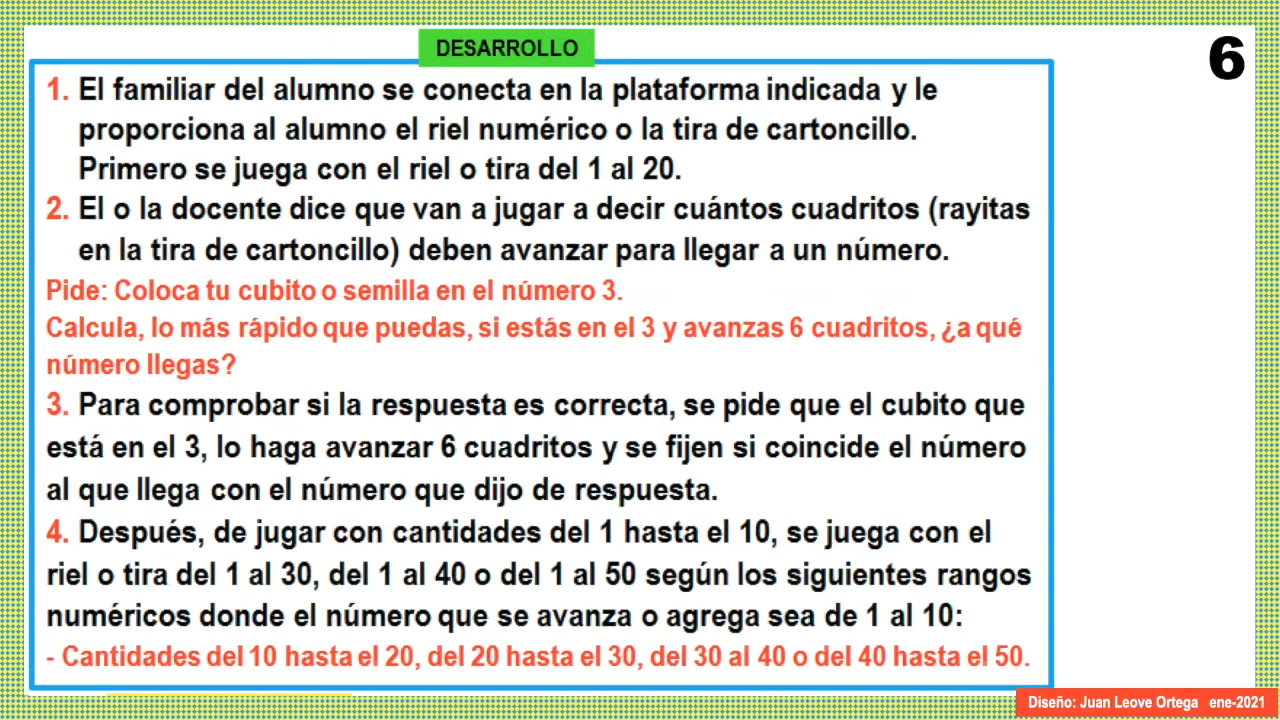 DESARROLLO
6
1. El familiar del alumno se conecta en la plataforma indicada y le
proporciona al alumno el riel numérico o la tira de cartoncillo.
Primero se juega con el riel o tira del 1 al 20.
2. El o la docente dice que van a jugar a decir cuántos cuadritos (rayitas
en la tira de cartoncillo) deben avanzar para llegar a un número.
Pide: Coloca tu cubito o semilla en el número 3.
Calcula, lo más rápido que puedas, si estás en el 3 y avanzas 6 cuadritos, ¿a qué
número llegas?
3. Para comprobar si la respuesta es correcta, se pide que el cubito que
está en el 3, lo haga avanzar 6 cuadritos y se fijen si coincide el número
al que llega con el número que dijo de respuesta.
4. Después, de jugar con cantidades del 1 hasta el 10, se juega con el
riel o tira del 1 al 30, del 1 al 40 o del 1 al 50 según los siguientes rangos
numéricos donde el número que se avanza o agrega sea de 1 al 10:
- Cantidades del 10 hasta el 20, del 20 hasta el 30, del 30 al 40 o del 40 hasta el 50.
Diseño: Juan Leove Ortega ene-2021